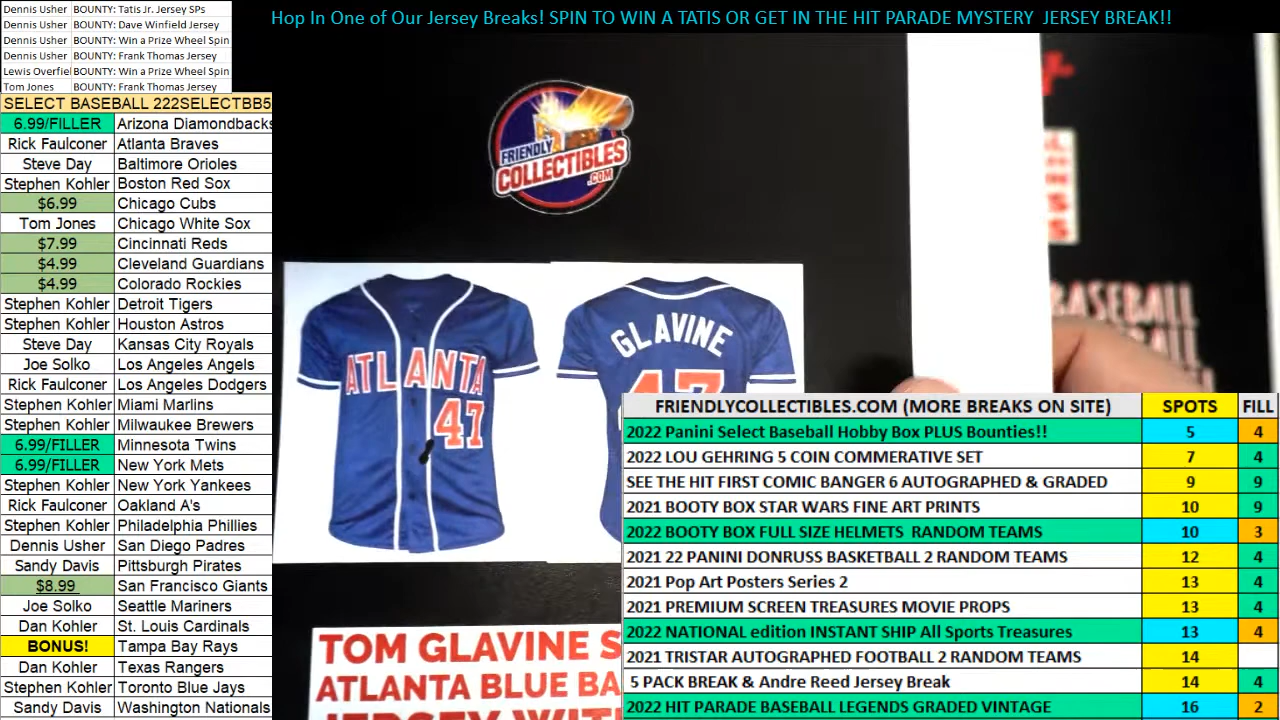 Hop In One of Our Jersey Breaks! SPIN TO WIN A TATIS OR GET IN THE HIT PARADE MYSTERY JERSEY BREAK!!
Dennis Usher BOUNTY: Tatis Jr. Jersey SPs
Dennis Usher BOUNTY: Dave Winfield Jersey
Dennis Usher BOUNTY: Win a Prize Wheel Spin
Dennis Usher BOUNTY: Frank Thomas Jersey
Lewis Overfiel BOUNTY: Win a Prize Wheel Spin
Tom Jones BOUNTY: Frank Thomas Jersey
SELECT BASEBALL 222SELECTBB5
6.99/FILLER Arizona Diamondbacks
Rick Faulconer Atlanta Braves
Steve Day Baltimore Orioles
Stephen Kohler Boston Red Sox
$6.99 Chicago Cubs
Tom Jones Chicago White Sox
$7.99 Cincinnati Reds
$4.99 Cleveland Guardians
$4.99 Colorado Rockies
Stephen Kohler Detroit Tigers
Stephen Kohler Houston Astros
Steve Day Kansas City Royals
Joe Solko Los Angeles Angels
Rick Faulconer Los Angeles Dodgers
Stephen Kohler Miami Marlins
Stephen Kohler Milwaukee Brewers
6.99/FILLER Minnesota Twins
6.99/FILLER New York Mets
Stephen Kohler New York Yankees
Rick Faulconer Oakland A's
Stephen Kohler Philadelphia Phillies
Dennis Usher San Diego Padres
Sandy Davis Pittsburgh Pirates
$8.99 San Francisco Giants
Joe Solko Seattle Mariners
Dan Kohler St. Louis Cardinals
BONUS! Tampa Bay Rays
Dan Kohler Texas Rangers
Stephen Kohler Toronto Blue Jays
Sandy Davis Washington Nationals
FRIENDLY
COLLECTIBLES
.COM
ATLANTA
47
GLAVINE
47
TOM GLAVINE S
ATLANTA BLUE BA
JERSEY WIT
BASEBALL
FRIENDLYCOLLECTIBLES.COM (MORE BREAKS ON SITE) SPOTS FILL
2022 Panini Select Baseball Hobby Box PLUS Bounties!! 5 4
2022 LOU GEHRING 5 COIN COMMERATIVE SET 7 4
SEE THE HIT FIRST COMIC BANGER 6 AUTOGRAPHED & GRADED 9 9
2021 BOOTY BOX STAR WARS FINE ART PRINTS 10 9
2022 BOOTY BOX FULL SIZE HELMETS RANDOM TEAMS 10 3
2021 22 PANINI DONRUSS BASKETBALL 2 RANDOM TEAMS 12 4
2021 Pop Art Posters Series 2 13 4
2021 PREMIUM SCREEN TREASURES MOVIE PROPS 13 4
2022 NATIONAL edition INSTANT SHIP All Sports Treasures 13 4
2021 TRISTAR AUTOGRAPHED FOOTBALL 2 RANDOM TEAMS 14
5 PACK BREAK & Andre Reed Jersey Break 14 4
2022 HIT PARADE BASEBALL LEGENDS GRADED VINTAGE 16 2